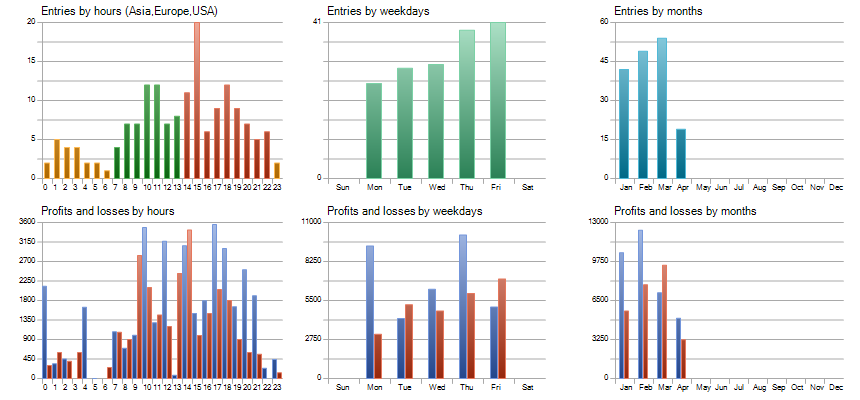 Entries by hours (Asia,Europe,USA)
20
15
10
5
0
0 1 2 3 4 5 6 7 8 9 10 11 12 13 14 15 16 17 18 19 20 21 22 23
Entries by weekdays
41
0
Sun Mon Tue Wed Thu Fri Sat
Entries by months
60
45
30
15
0
Jan Feb Mar Apr May Jun Jul Aug Sep Oct Nov Dec
Profits and losses by hours
3600
3150
2700
2250
1800
1350
900
450
0
0 1 2 3 4 5 6 7 8 9 10 11 12 13 14 15 16 17 18 19 20 21 22 23
Profits and losses by weekdays
11000
8250
5500
2750
0
Sun Mon Tue Wed Thu Fri Sat
Profits and losses by months
13000
9750
6500
3250
0
Jan Feb Mar Apr May Jun Jul Aug Sep Oct Nov Dec